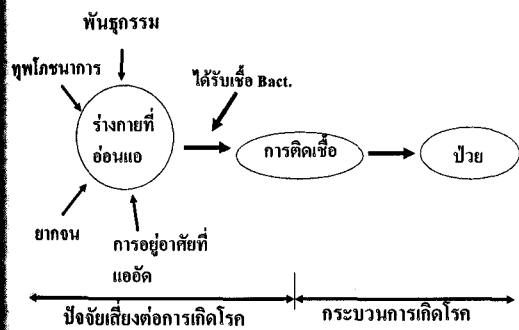 พันธุกรรม
ทุพโภชนาการ
ได้รับเชื้อ Bact.
ร่างกายที่
อ่อนแอ
การติดเชื้อ
ป่วย
ยากจน
การอยู่อาศัยที่
แออัด
ปัจจัยเสี่ยงต่อการเกิดโรค
กระบวนการเกิดโรค